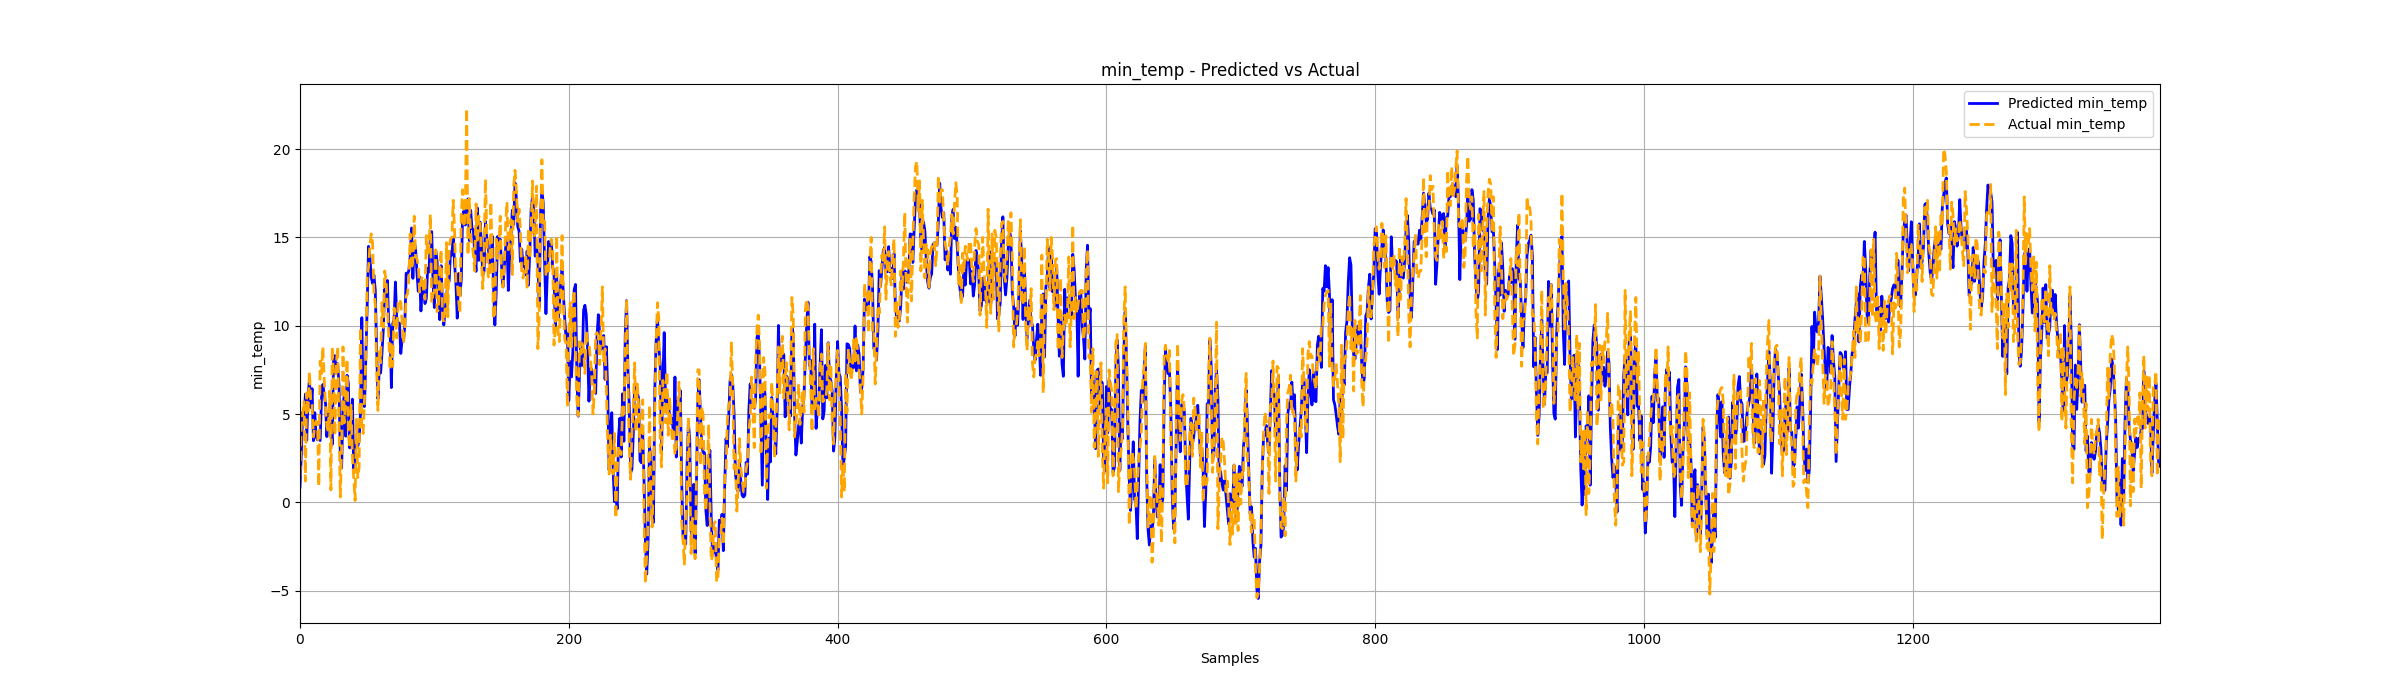 min_temp - Predicted vs Actual
Predicted min_temp
Actual min_temp
min_temp
20
15
10
5
0
−5
0 200 400 600 800 1000 1200
Samples